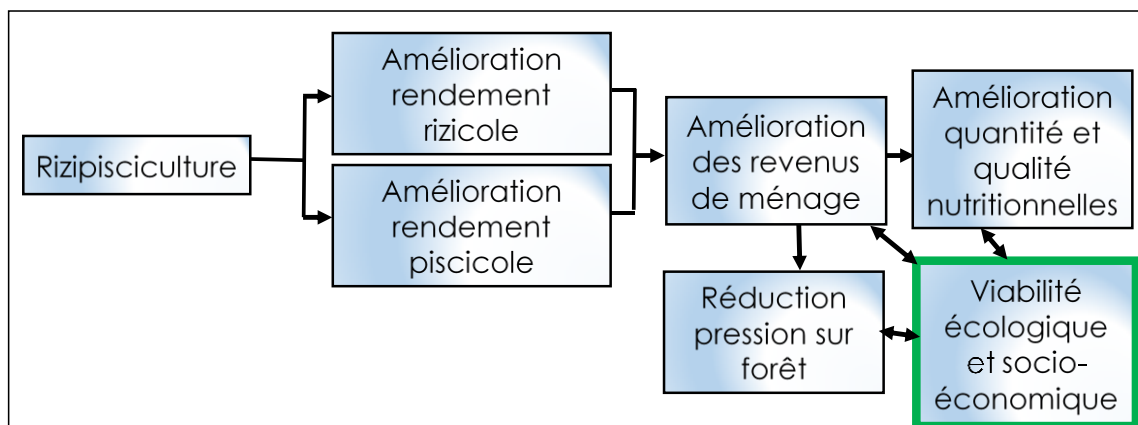 Rizipisciculture
Amélioration
rendement
rizicole
Amélioration
rendement
piscicole
Amélioration
des revenus
de ménage
Amélioration
quantité et
qualité
nutritionnelles
Réduction
pression sur
forêt
Viabilité
écologique
et socio-
économique